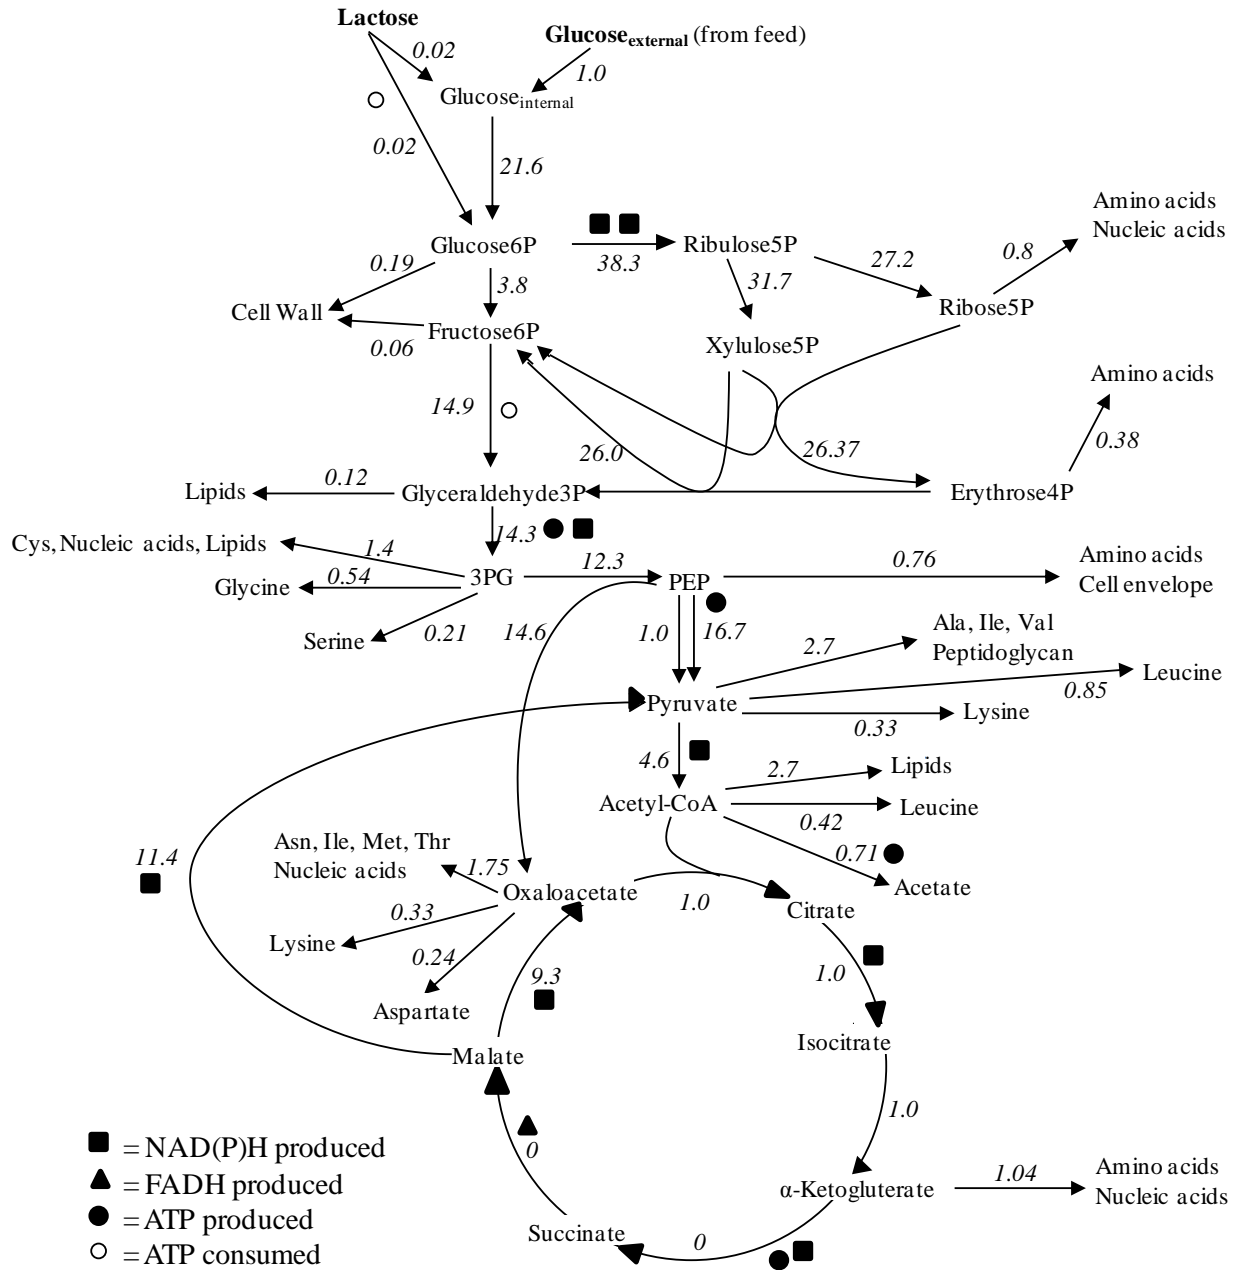 Lactose
Glucose external (from feed)
0.02
1.0
Glucose internal
0.02
21.6
Amino acids
Nucleic acids
Glucose6P
Ribulose5P
0.8
0.19
38.3
27.2
3.8
31.7
Cell Wall
Fructose6P
Ribose5P
0.06
Xylulose5P
Amino acids
14.9
26.0
26.37
0.38
Lipids
0.12
Glyceraldehyde3P
Erythrose4P
14.3
Cys, Nucleic acids, Lipids
1.4
3PG
12.3
PEP
0.76
Amino acids
Cell envelope
Glycine
0.54
Serine
0.21
14.6
1.0
16.7
2.7
Ala, Ile, Val
Peptidoglycan
Pyruvate
0.85
Leucine
0.33
Lysine
4.6
2.7
Lipids
Acetyl-CoA
0.42
Leucine
11.4
Asn, Ile, Met, Thr
Nucleic acids
1.75
0.71
Acetate
Oxaloacetate
1.0
Citrate
Lysine
0.33
0.24
9.3
1.0
Aspartate
Malate
Isocitrate
1.0
0
= NAD(P)H produced
= FADH produced
= ATP produced
= ATP consumed
α-Ketogluterate
1.04
Amino acids
Nucleic acids
Succinate
0